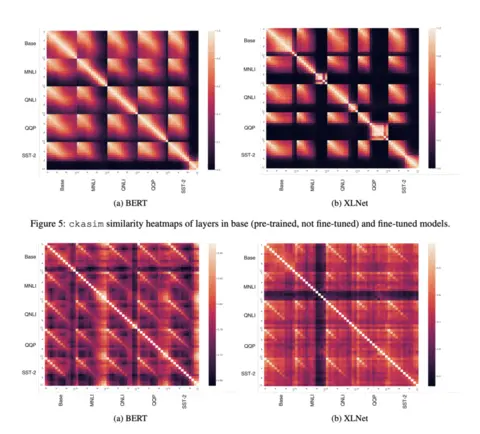 Base
MNLI
QNLI
QQP
SST-2
Base
MNLI
QNLI
QQP
SST-2
(a) BERT
Base
MNLI
QNLI
QQP
SST-2
Base
MNLI
QNLI
QQP
SST-2
(b) XLNet
Figure 5: ckasim similarity heatmaps of layers in base (pre-trained, not fine-tuned) and fine-tuned models.
Base
MNLI
QNLI
QQP
SST-2
Base
MNLI
QNLI
QQP
SST-2
(a) BERT
Base
MNLI
QNLI
QQP
SST-2
Base
MNLI
QNLI
QQP
SST-2
(b) XLNet